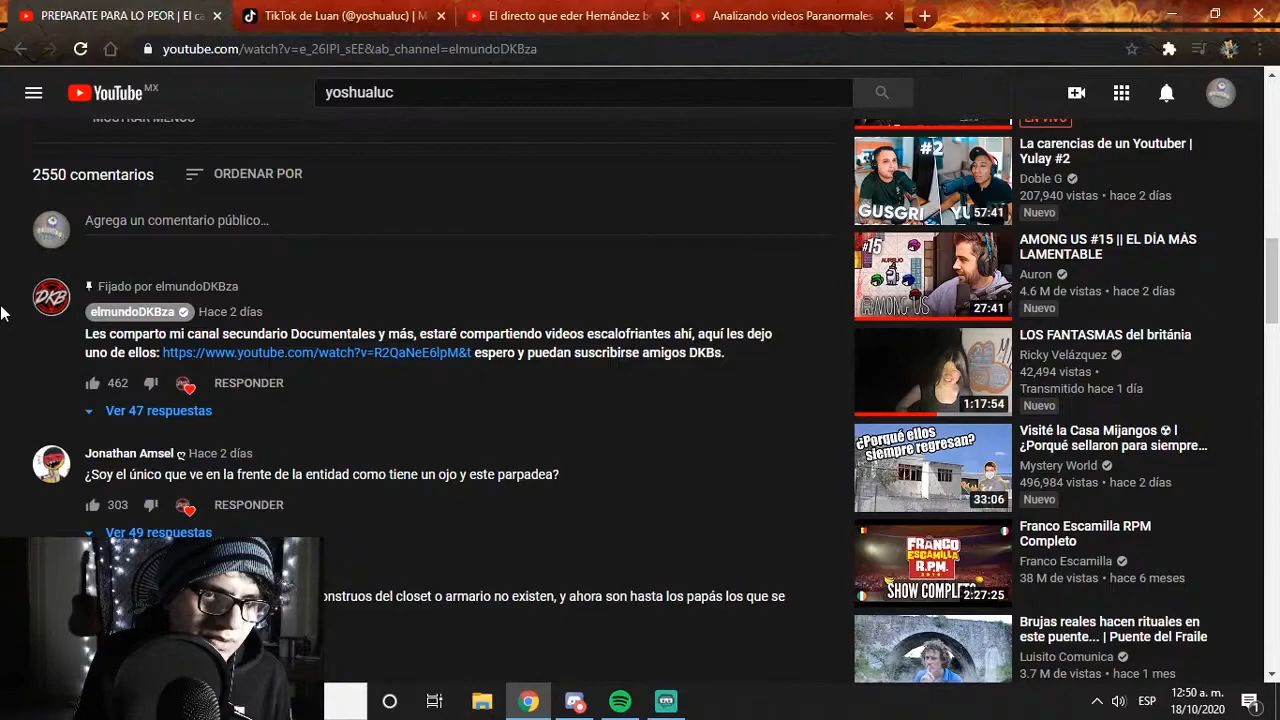 PREPARATE PARA LO PEOR | El ca
TikTok de Luan (@yoshualuc) | M
El directo que eder Hernández b
Analizando videos Paranormales
youtube.com/watch?v=e_26lPI_sEE&ab_channel=elmundoDKBza
YouTube MX
yoshualuc
MOSTRAR MENOS
2550 comentarios
ORDENAR POR
Agrega un comentario público...
Fijado por elmundoDKBza
DKB
elmundoDKBza Hace 2 días
Les comparto mi canal secundario Documentales y más, estaré compartiendo videos escalofriantes ahí, aquí les dejo
uno de ellos: https://www.youtube.com/watch?v=R2QaNeE6lpM&t espero y puedan suscribirse amigos DKBs.
462 RESPONDER
Ver 47 respuestas
Jonathan Amsel ღ Hace 2 días
¿Soy el único que ve en la frente de la entidad como tiene un ojo y este parpadea?
303 RESPONDER
Ver 49 respuestas
onstruos del closet o armario no existen, y ahora son hasta los papás los que se
EN VIVO
#2
GUSGRI YU
57:41
La carencias de un Youtuber |
Yulay #2
Doble G
207,940 vistas • hace 2 días
Nuevo
#15
AURELIO
AMONG US
27:41
AMONG US #15 || EL DÍA MÁS
LAMENTABLE
Auron
4.6 M de vistas • hace 2 días
Nuevo
1:17:54
LOS FANTASMAS del británia
Ricky Velázquez
42,494 vistas •
Transmitido hace 1 día
Nuevo
¿Porqué ellos
siempre regresan?
33:06
Visité la Casa Mijangos ☢ |
¿Porqué sellaron para siempre...
Mystery World
496,984 vistas • hace 2 días
Nuevo
FRANCO
ESCAMILLA
R.P.M.
SHOW COMPLETO
2:27:25
Franco Escamilla RPM
Completo
Franco Escamilla
38 M de vistas • hace 6 meses
Brujas reales hacen rituales en
este puente... | Puente del Fraile
Luisito Comunica
3.7 M de vistas • hace 1 mes
ESP
12:50 a. m.
18/10/2020
1